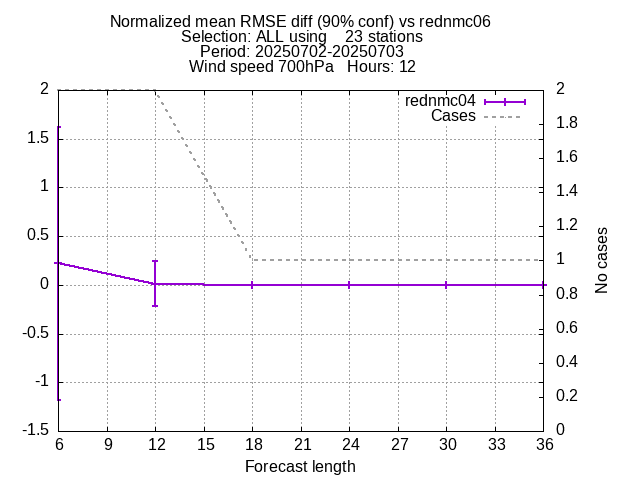 Normalized mean RMSE diff (90% conf) vs rednmc06
Selection: ALL using    23 stations
Period: 20250702-20250703
Wind speed 700hPa   Hours: 12
rednmc04
Cases
2
1.5
1
0.5
0
-0.5
-1
-1.5
2
1.8
1.6
1.4
1.2
1
0.8
0.6
0.4
0.2
0
No cases
6 9 12 15 18 21 24 27 30 33 36
Forecast length